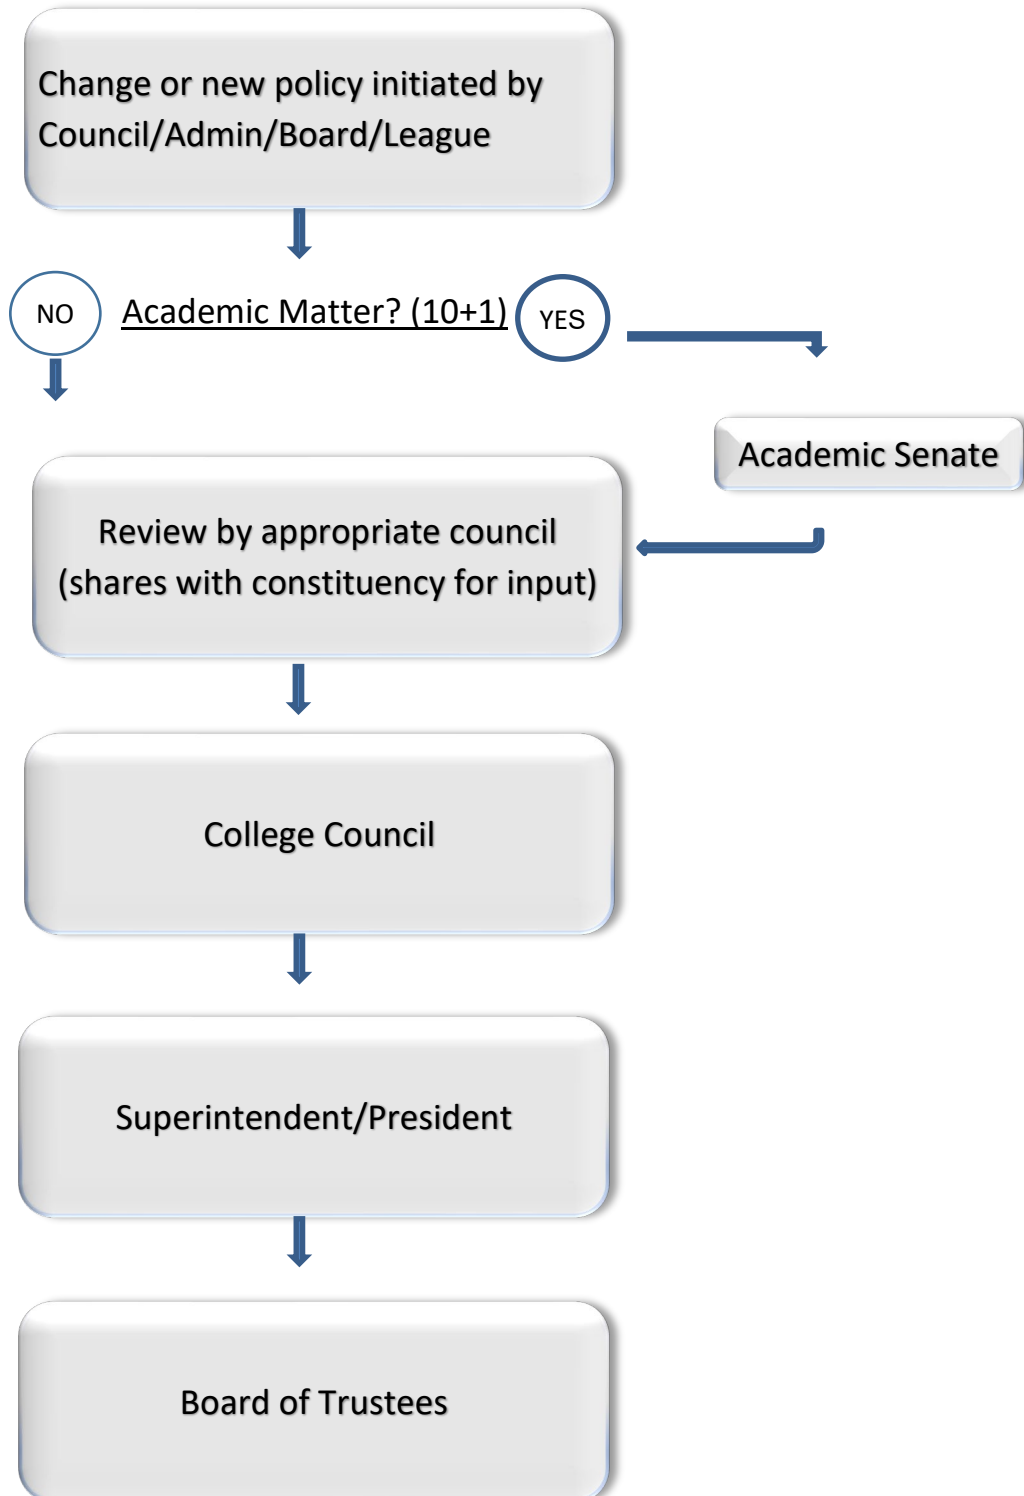 Change or new policy initiated by
Council/Admin/Board/League
NO
Academic Matter? (10+1)
YES
Academic Senate
Review by appropriate council
(shares with constituency for input)
College Council
Superintendent/President
Board of Trustees